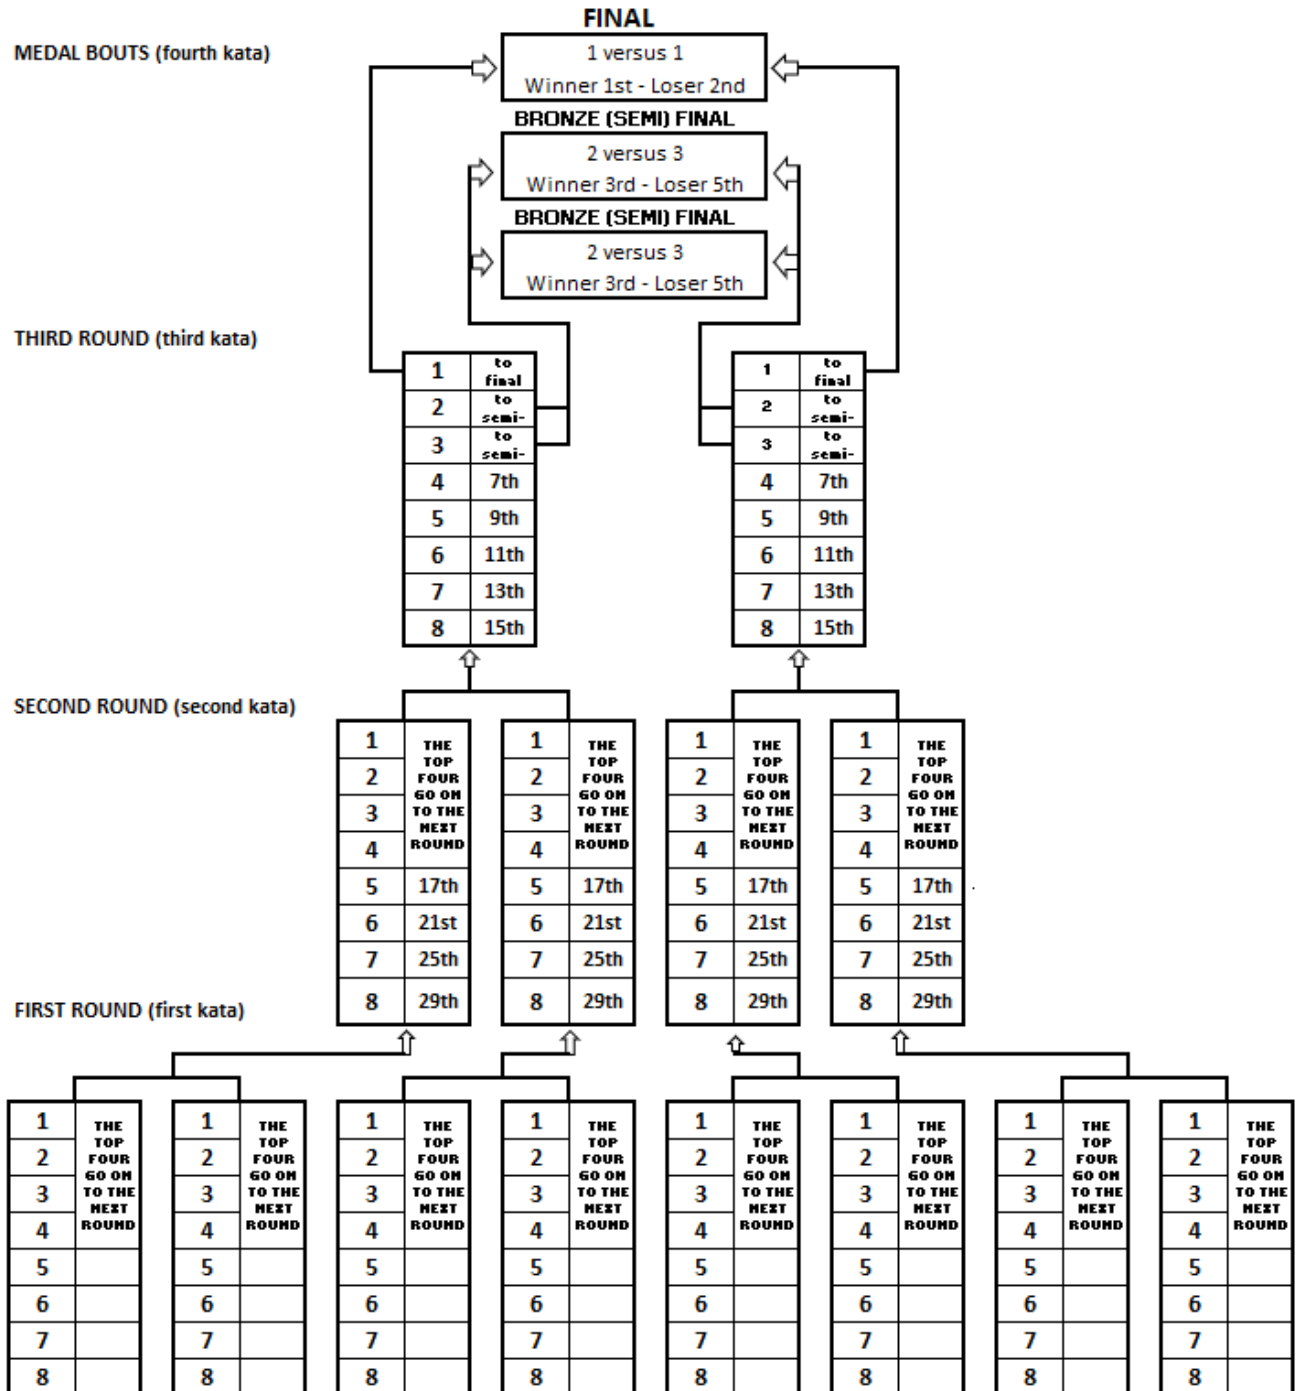 FINAL
MEDAL BOUTS (fourth kata)
1 versus 1
Winner 1st - Loser 2nd
BRONZE (SEMI) FINAL
2 versus 3
Winner 3rd - Loser 5th
BRONZE (SEMI) FINAL
2 versus 3
Winner 3rd - Loser 5th
THIRD ROUND (third kata)
1 to final 1 to final
2 to semi- 2 to semi-
3 to semi- 3 to semi-
4 7th 4 7th
5 9th 5 9th
6 11th 6 11th
7 13th 7 13th
8 15th 8 15th
SECOND ROUND (second kata)
1 1 1 1
2 2 2 2
3 3 3 3
4 4 4 4
THE TOP FOUR GO ON TO THE NEXT ROUND
THE TOP FOUR GO ON TO THE NEXT ROUND
THE TOP FOUR GO ON TO THE NEXT ROUND
THE TOP FOUR GO ON TO THE NEXT ROUND
5 17th 5 17th 5 17th 5 17th
6 21st 6 21st 6 21st 6 21st
7 25th 7 25th 7 25th 7 25th
8 29th 8 29th 8 29th 8 29th
FIRST ROUND (first kata)
1 1 1 1 1 1 1 1
2 2 2 2 2 2 2 2
3 3 3 3 3 3 3 3
4 4 4 4 4 4 4 4
THE TOP FOUR GO ON TO THE NEXT ROUND
THE TOP FOUR GO ON TO THE NEXT ROUND
THE TOP FOUR GO ON TO THE NEXT ROUND
THE TOP FOUR GO ON TO THE NEXT ROUND
THE TOP FOUR GO ON TO THE NEXT ROUND
THE TOP FOUR GO ON TO THE NEXT ROUND
THE TOP FOUR GO ON TO THE NEXT ROUND
THE TOP FOUR GO ON TO THE NEXT ROUND
5 5 5 5 5 5 5 5
6 6 6 6 6 6 6 6
7 7 7 7 7 7 7 7
8 8 8 8 8 8 8 8